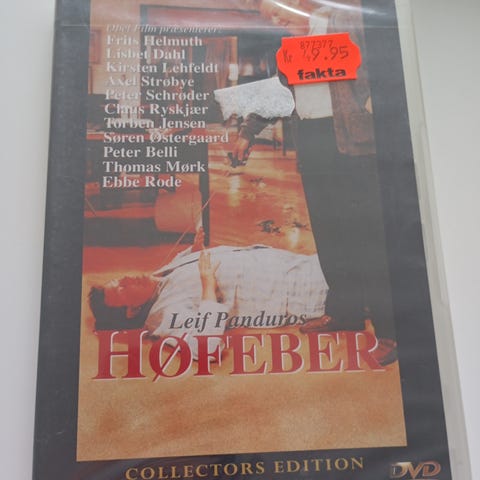 Obel Film præsenterer:
Frits Helmuth
Lisbet Dahl
Kirsten Lehfeldt
Axel Strøbye
Peter Schrøder
Claus Ryskjær
Torben Jensen
Søren Østergaard
Peter Belli
Thomas Mørk
Ebbe Rode
877377
Kr 49.95
fakta
Leif Panduros
HØFEBER
COLLECTORS EDITION
DVD